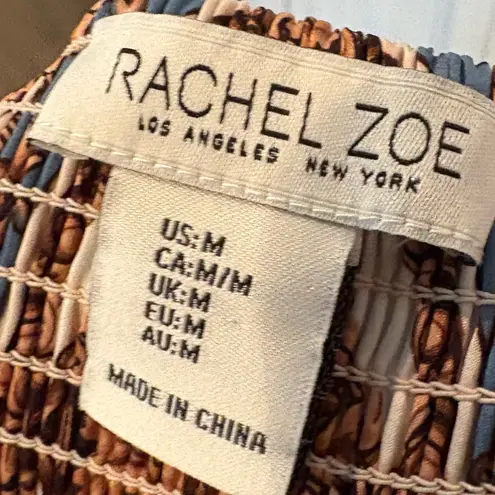 RACHEL ZOE
LOS ANGELES NEW YORK
US:M
CA:M/M
UK:M
EU:M
AU:M
MADE IN CHINA